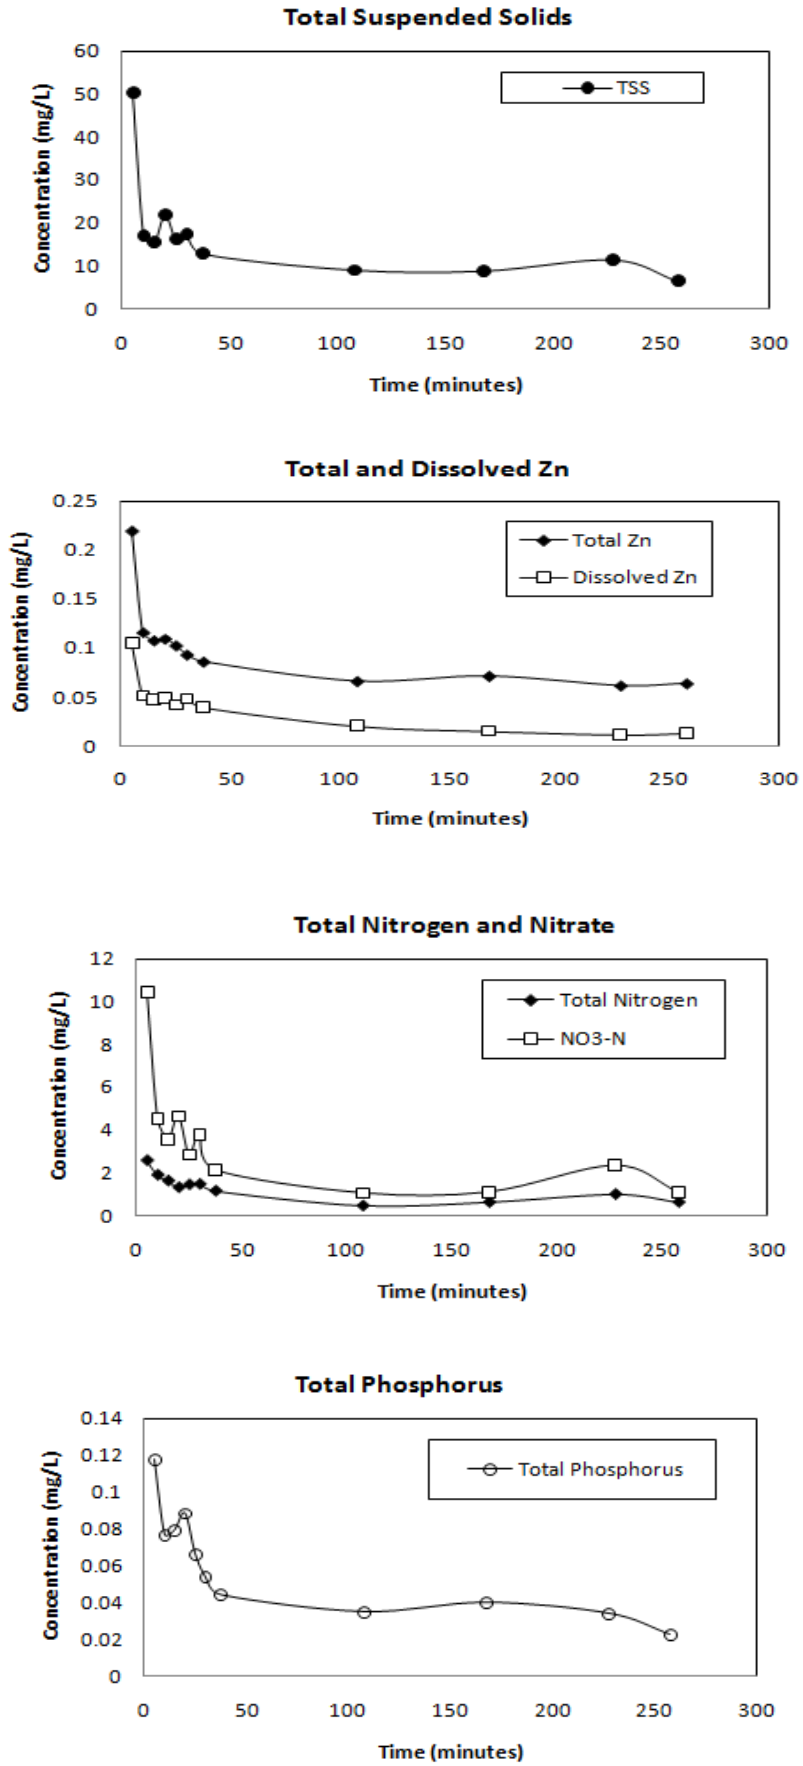 Total Suspended Solids
60
50
40
30
20
10
0
Concentration (mg/L)
TSS
0 50 100 150 200 250 300
Time (minutes)
Total and Dissolved Zn
0.25
0.2
0.15
0.1
0.05
0
Concentration (mg/L)
Total Zn
Dissolved Zn
0 50 100 150 200 250 300
Time (minutes)
Total Nitrogen and Nitrate
12
10
8
6
4
2
0
Concentration (mg/L)
Total Nitrogen
NO3-N
0 50 100 150 200 250 300
Time (minutes)
Total Phosphorus
0.14
0.12
0.1
0.08
0.06
0.04
0.02
0
Concentration (mg/L)
Total Phosphorus
0 50 100 150 200 250 300
Time (minutes)